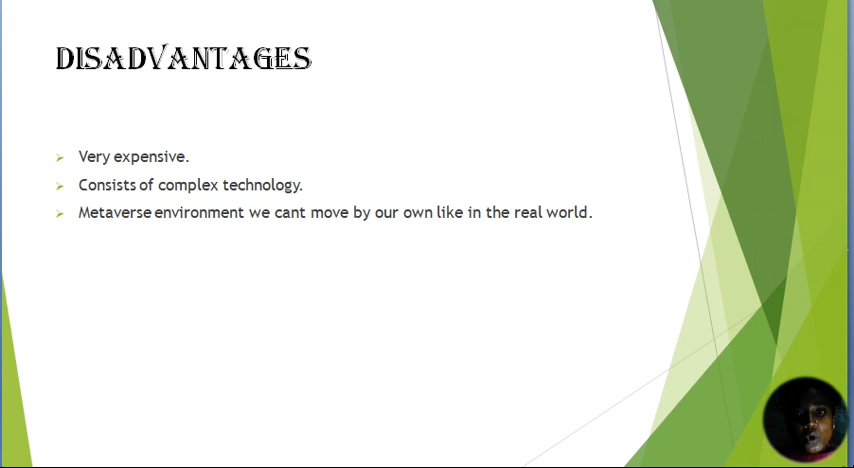 DISADVANTAGES
Very expensive.
Consists of complex technology.
Metaverse environment we cant move by our own like in the real world.